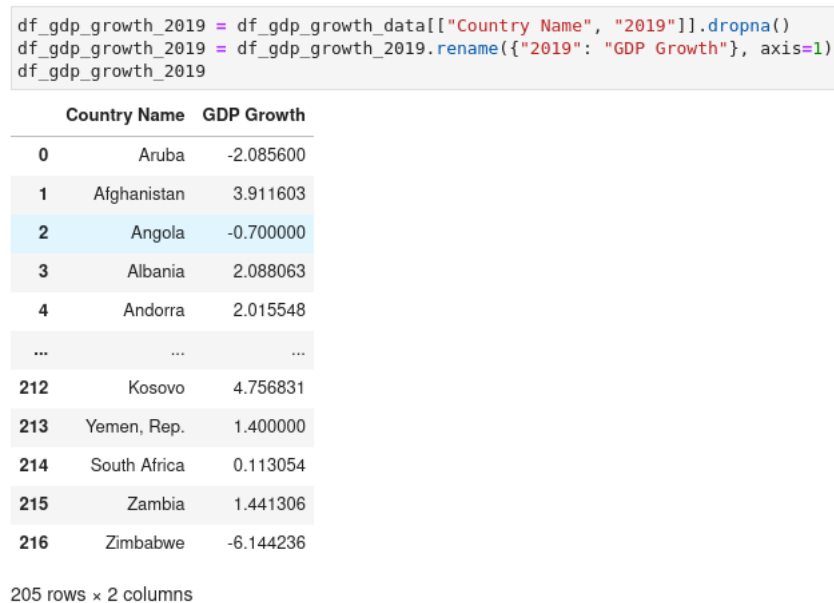 df_gdp_growth_2019 = df_gdp_growth_data[["Country Name", "2019"]].dropna()
df_gdp_growth_2019 = df_gdp_growth_2019.rename({"2019": "GDP Growth"}, axis=1)
df_gdp_growth_2019
Country Name GDP Growth
0 Aruba -2.085600
1 Afghanistan 3.911603
2 Angola -0.700000
3 Albania 2.088063
4 Andorra 2.015548
... ... ...
212 Kosovo 4.756831
213 Yemen, Rep. 1.400000
214 South Africa 0.113054
215 Zambia 1.441306
216 Zimbabwe -6.144236
205 rows × 2 columns